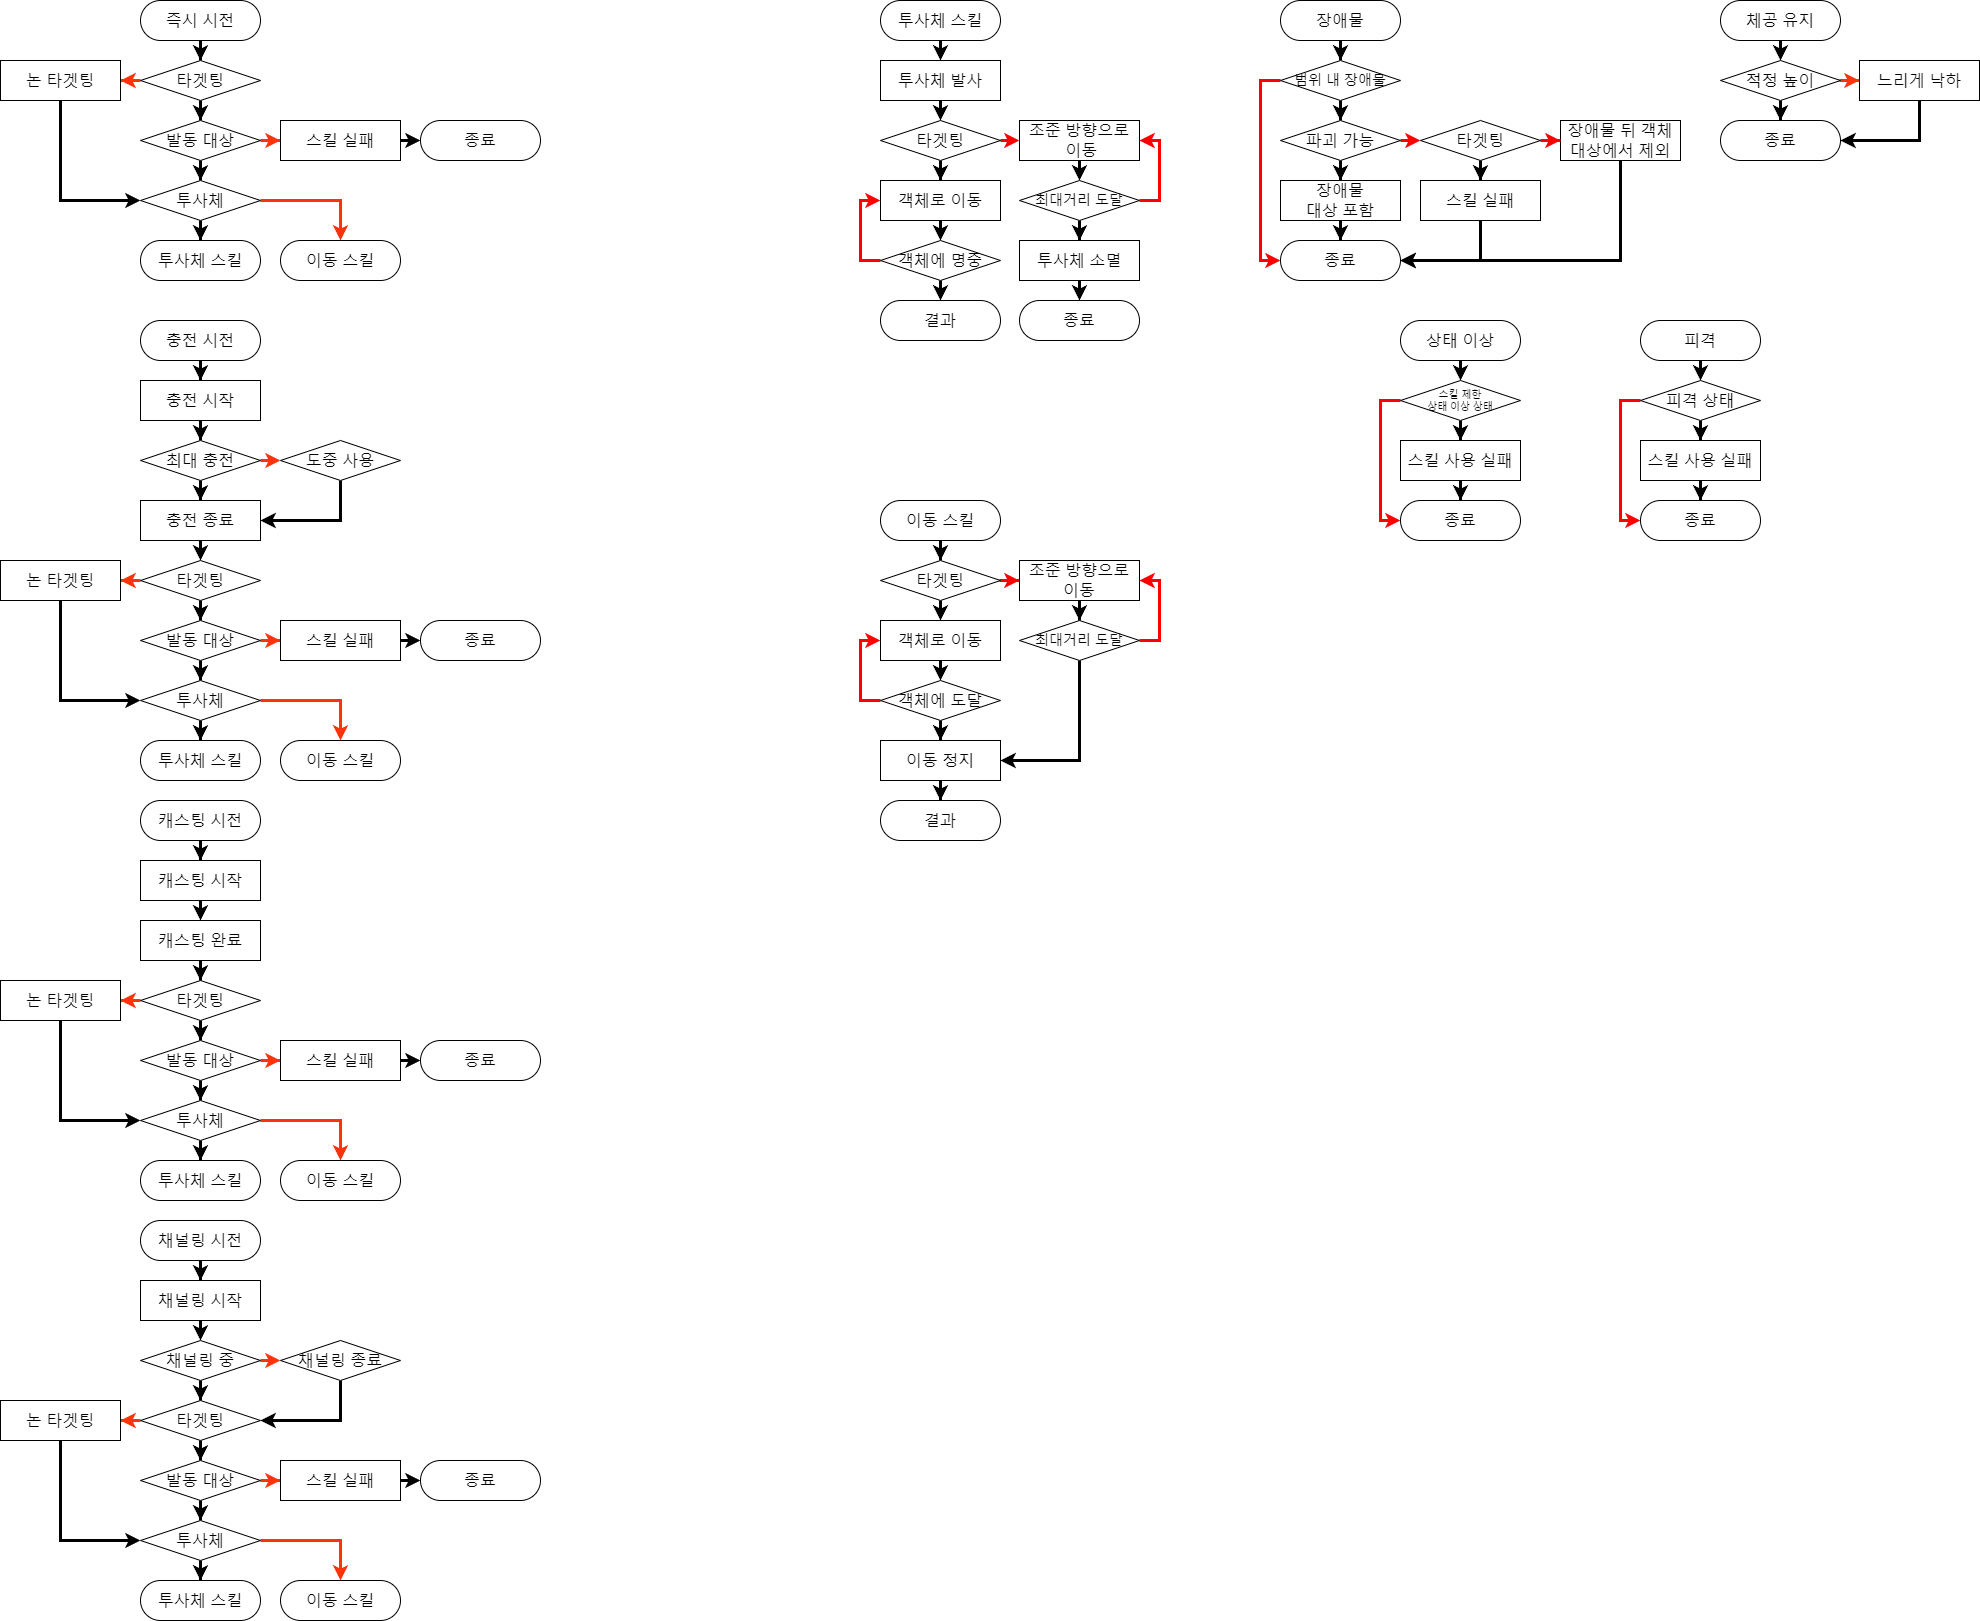 즉시 시전
논 타겟팅
타겟팅
발동 대상
스킬 실패
종료
투사체
투사체 스킬
이동 스킬
충전 시전
충전 시작
최대 충전
도중 사용
충전 종료
논 타겟팅
타겟팅
발동 대상
스킬 실패
종료
투사체
투사체 스킬
이동 스킬
캐스팅 시전
캐스팅 시작
캐스팅 완료
논 타겟팅
타겟팅
발동 대상
스킬 실패
종료
투사체
투사체 스킬
이동 스킬
채널링 시전
채널링 시작
채널링 중
채널링 종료
논 타겟팅
타겟팅
발동 대상
스킬 실패
종료
투사체
투사체 스킬
이동 스킬
투사체 스킬
투사체 발사
타겟팅
조준 방향으로
이동
객체로 이동
최대거리 도달
객체에 명중
투사체 소멸
결과
종료
이동 스킬
타겟팅
조준 방향으로
이동
객체로 이동
최대거리 도달
객체에 도달
이동 정지
결과
장애물
범위 내 장애물
파괴 가능
타겟팅
장애물 뒤 객체
대상에서 제외
장애물
대상 포함
스킬 실패
종료
체공 유지
적정 높이
느리게 낙하
종료
상태 이상
스킬 제한
상태 이상 상태
스킬 사용 실패
종료
피격
피격 상태
스킬 사용 실패
종료